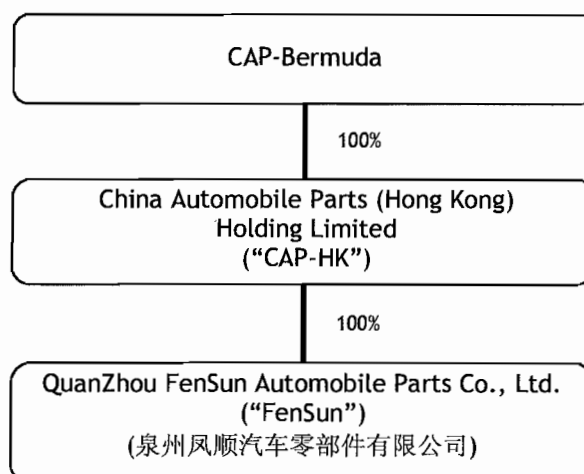 CAP-Bermuda
100%
China Automobile Parts (Hong Kong)
Holding Limited
(“CAP-HK”)
100%
QuanZhou FenSun Automobile Parts Co., Ltd.
(“FenSun”)
(泉州凤顺汽车零部件有限公司)